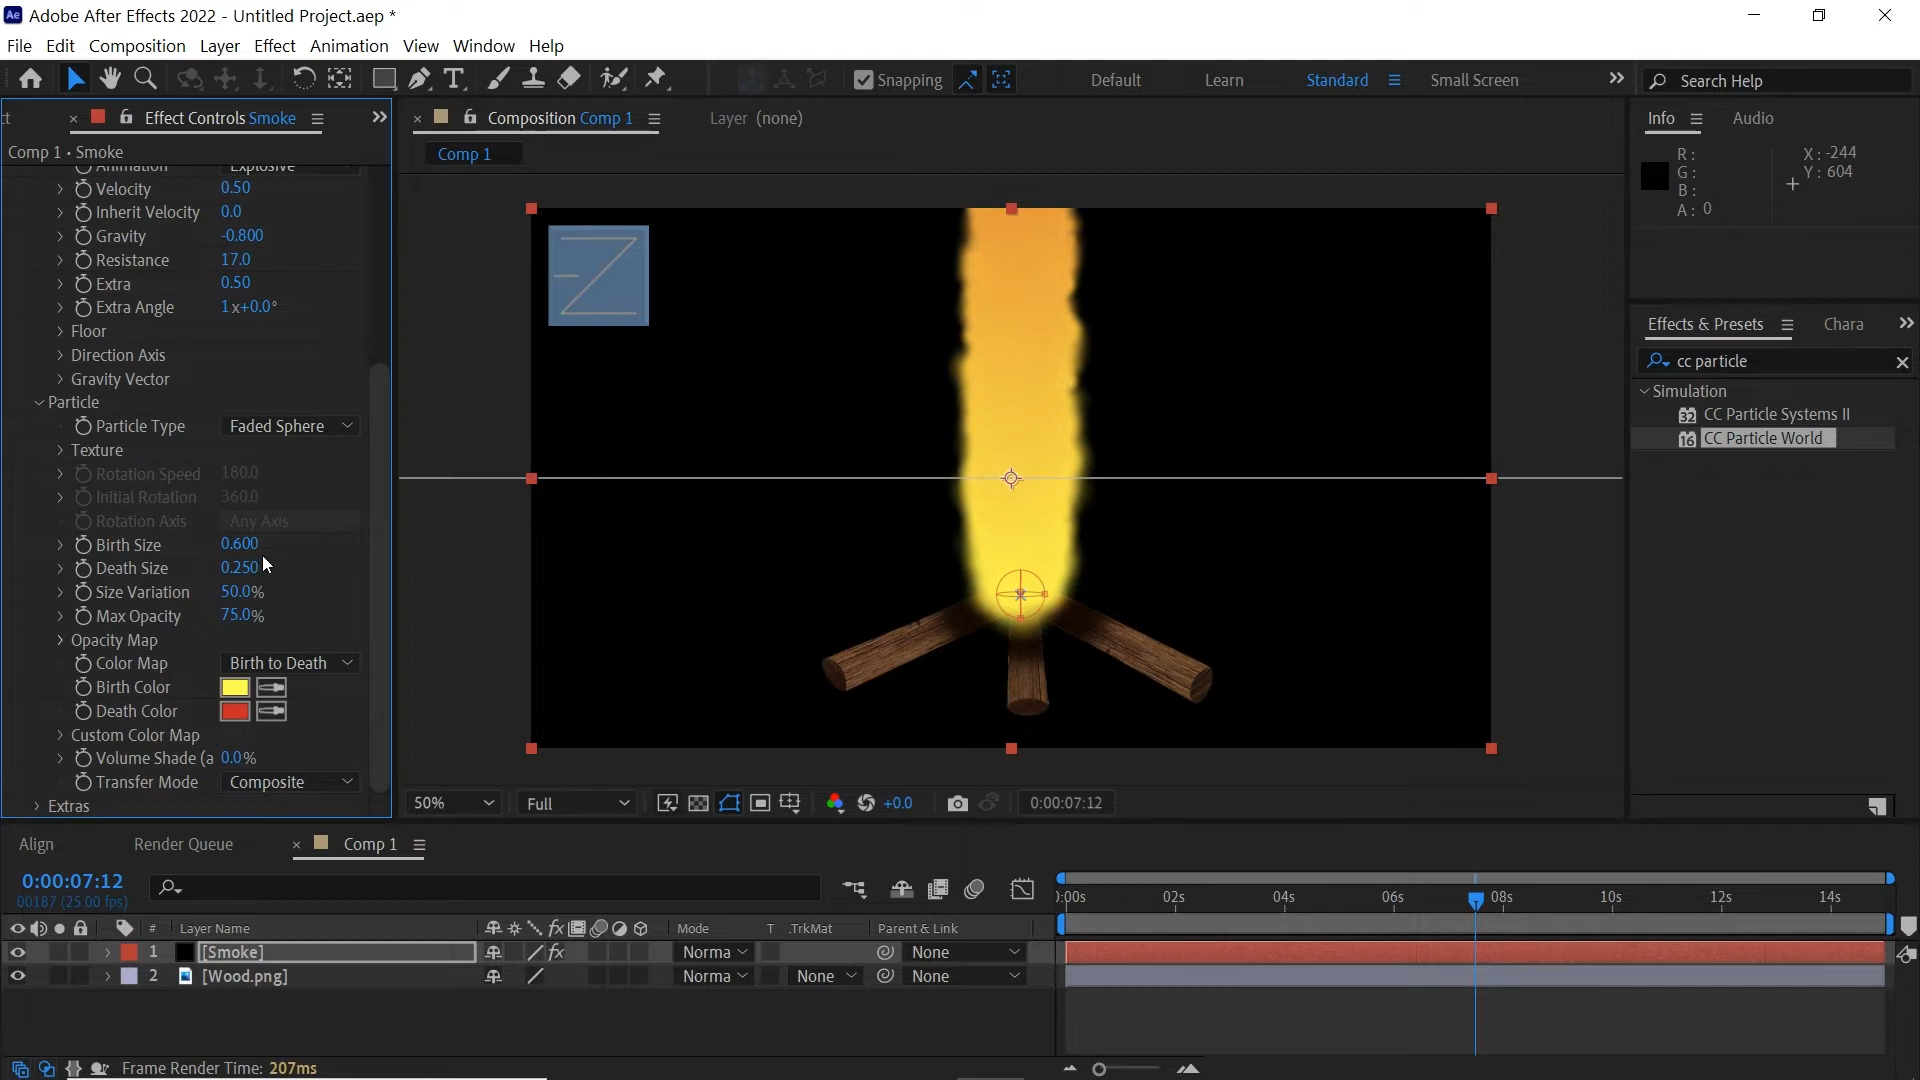 Ae Adobe After Effects 2022 - Untitled Project.aep *
File Edit Composition Layer Effect Animation View Window Help
Snapping Default Learn Standard Small Screen Search Help
ct Effect Controls Smoke
Composition Comp 1 Layer (none)
Info Audio
Comp 1 • Smoke
Comp 1
R: X: -244
G: Y: 604
B:
A: 0
Animation Explosive
Velocity 0.50
Inherit Velocity 0.0
Gravity -0.800
Resistance 17.0
Extra 0.50
Extra Angle 1x+0.0°
Floor
Direction Axis
Gravity Vector
Particle
Particle Type Faded Sphere
Texture
Rotation Speed 180.0
Initial Rotation 360.0
Rotation Axis Any Axis
Birth Size 0.600
Death Size 0.250
Size Variation 50.0%
Max Opacity 75.0%
Opacity Map
Color Map Birth to Death
Birth Color
Death Color
Custom Color Map
Volume Shade (a 0.0%
Transfer Mode Composite
Extras
Effects & Presets Chara
cc particle
Simulation
32 CC Particle Systems II
16 CC Particle World
50% Full +0.0 0:00:07:12
Align Render Queue Comp 1
0:00:07:12
00187 (25.00 fps)
):00s 02s 04s 06s 08s 10s 12s 14s
# Layer Name fx Mode T .TrkMat Parent & Link
1 [Smoke] fx Norma None
2 [Wood.png] Norma None None
Frame Render Time: 207ms